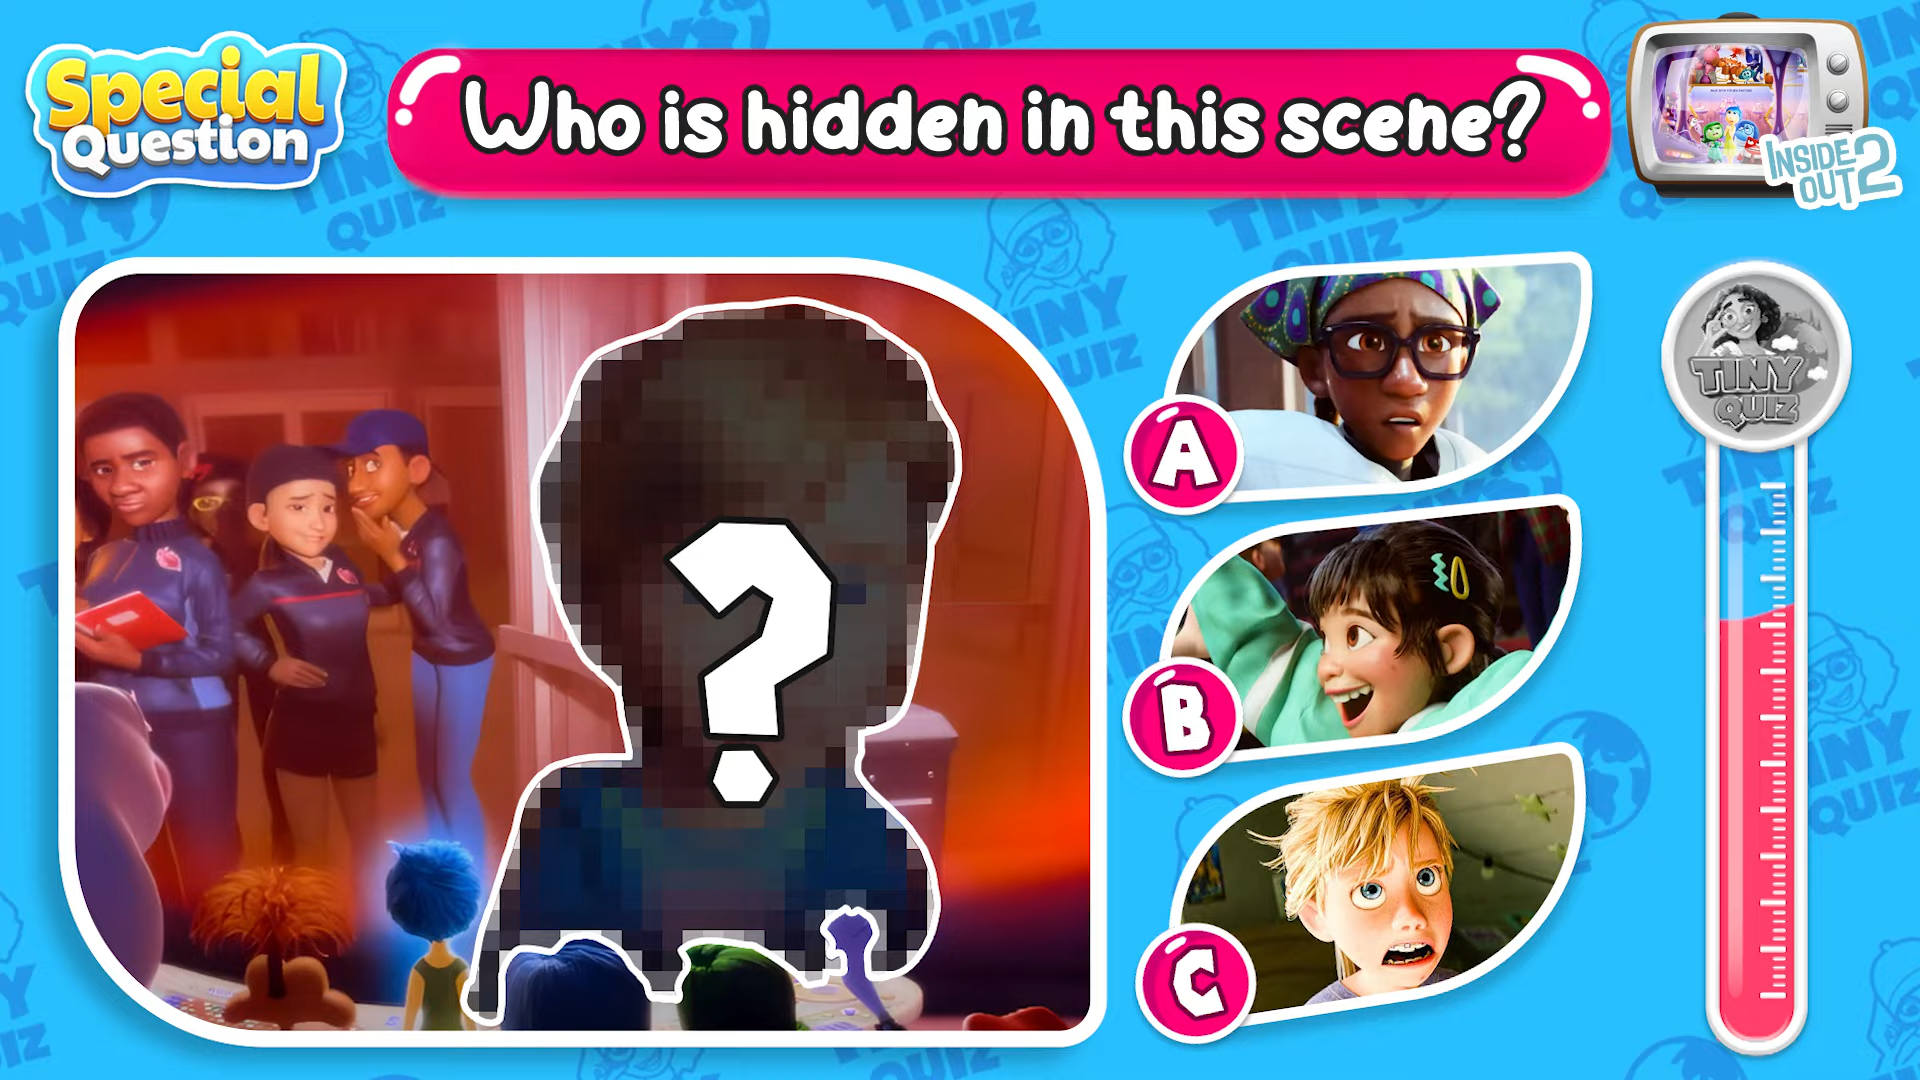 Special
Question
Who is hidden in this scene?
INSIDE
OUT 2
?
A
B
C
TINY
QUIZ